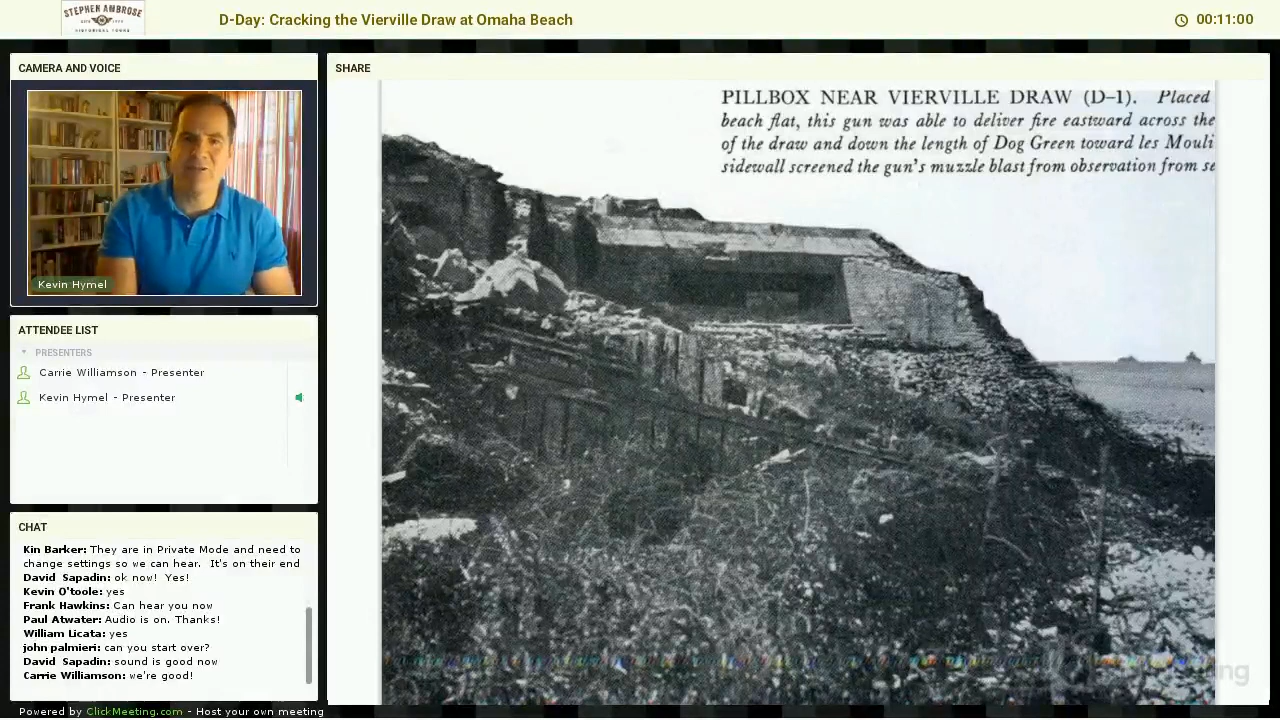 STEPHEN AMBROSE
HISTORICAL TOURS
D-Day: Cracking the Vierville Draw at Omaha Beach
00:11:00
CAMERA AND VOICE
Kevin Hymel
ATTENDEE LIST
PRESENTERS
Carrie Williamson - Presenter
Kevin Hymel - Presenter
CHAT
Kin Barker: They are in Private Mode and need to
change settings so we can hear. It's on their end
David Sapadin: ok now! Yes!
Kevin O'toole: yes
Frank Hawkins: Can hear you now
Paul Atwater: Audio is on. Thanks!
William Licata: yes
john palmieri: can you start over?
David Sapadin: sound is good now
Carrie Williamson: we're good!
Powered by ClickMeeting.com - Host your own meeting
SHARE
PILLBOX NEAR VIERVILLE DRAW (D–1). Placed
beach flat, this gun was able to deliver fire eastward across the
of the draw and down the length of Dog Green toward les Mouli
sidewall screened the gun's muzzle blast from observation from se